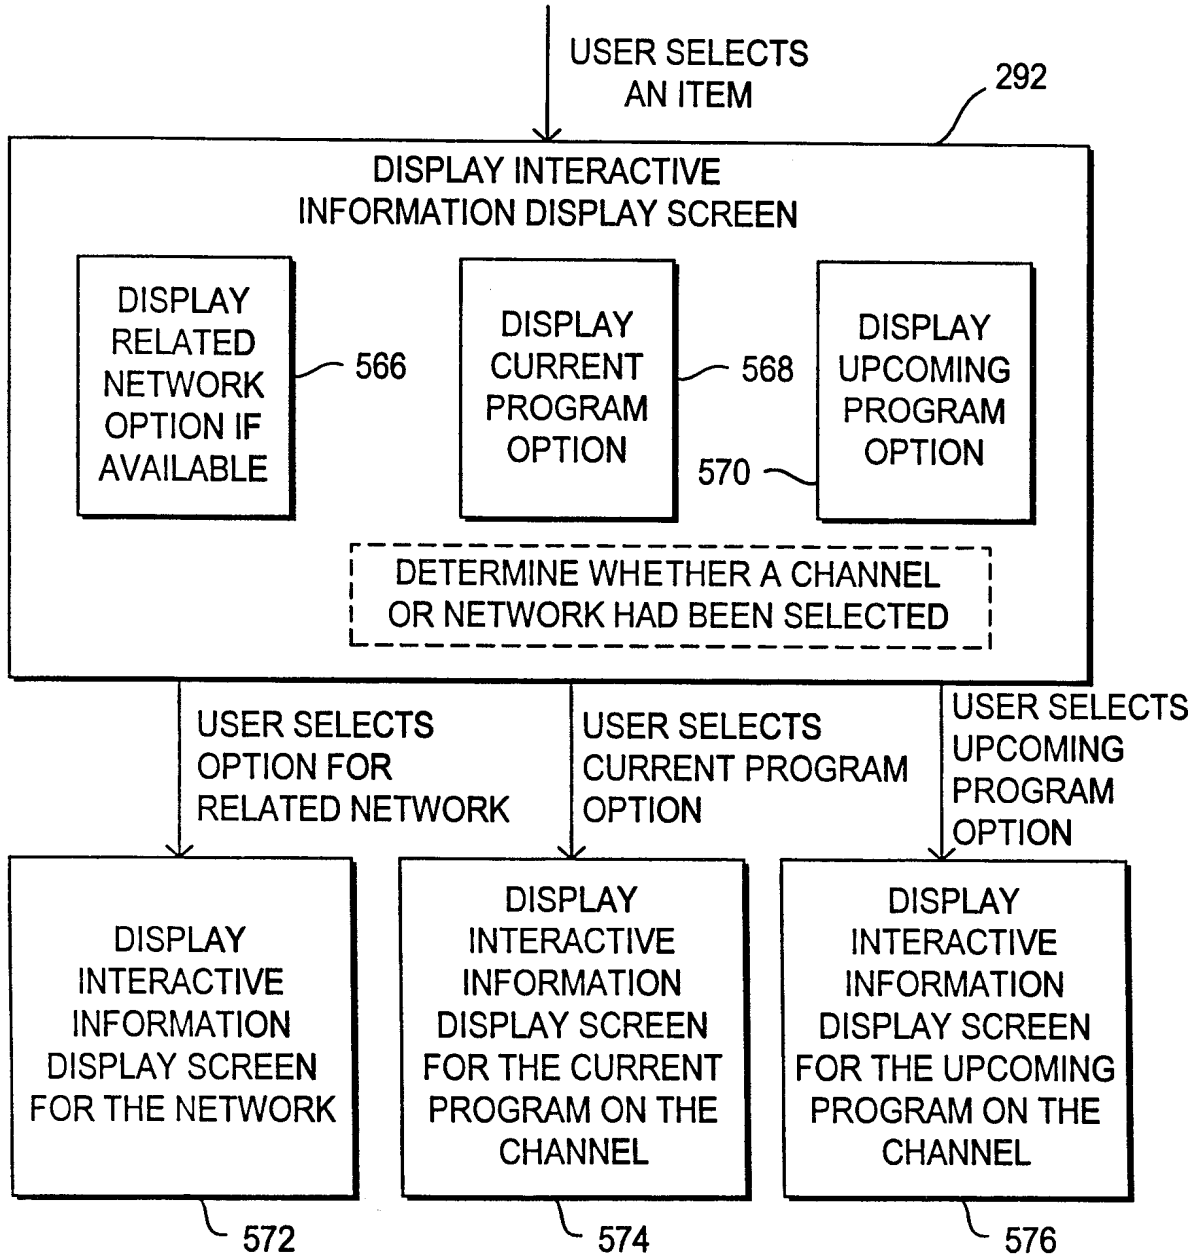 USER SELECTS
AN ITEM
292
DISPLAY INTERACTIVE
INFORMATION DISPLAY SCREEN
DISPLAY
RELATED
NETWORK
OPTION IF
AVAILABLE
566
DISPLAY
CURRENT
PROGRAM
OPTION
568
DISPLAY
UPCOMING
PROGRAM
OPTION
570
DETERMINE WHETHER A CHANNEL
OR NETWORK HAD BEEN SELECTED
USER SELECTS
OPTION FOR
RELATED NETWORK
USER SELECTS
CURRENT PROGRAM
OPTION
USER SELECTS
UPCOMING
PROGRAM
OPTION
DISPLAY
INTERACTIVE
INFORMATION
DISPLAY SCREEN
FOR THE NETWORK
572
DISPLAY
INTERACTIVE
INFORMATION
DISPLAY SCREEN
FOR THE CURRENT
PROGRAM ON THE
CHANNEL
574
DISPLAY
INTERACTIVE
INFORMATION
DISPLAY SCREEN
FOR THE UPCOMING
PROGRAM ON THE
CHANNEL
576